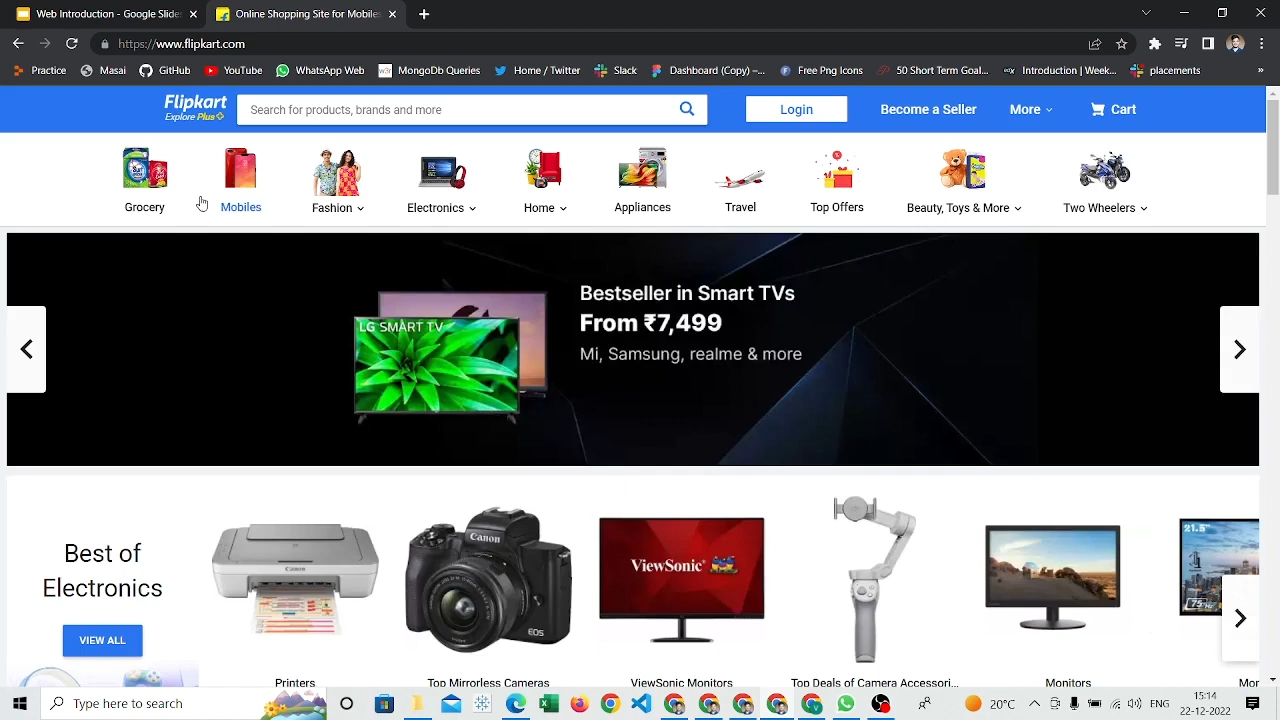 Web Introduction - Google Slides
Online Shopping Site for Mobiles
https://www.flipkart.com
Practice
Masai
GitHub
YouTube
WhatsApp Web
MongoDb Queries
Home / Twitter
Slack
Dashboard (Copy) –...
Free Png Icons
50 Short Term Goal...
Introduction | Week...
placements
Flipkart
Explore Plus
Search for products, brands and more
Login
Become a Seller
More
Cart
Grocery
Mobiles
Fashion
Electronics
Home
Appliances
Travel
Top Offers
Beauty, Toys & More
Two Wheelers
LG SMART TV
Bestseller in Smart TVs
From ₹7,499
Mi, Samsung, realme & more
Best of
Electronics
VIEW ALL
Canon
Canon
EOS
ViewSonic
21.5"
75 Hz
Printers
Top Mirrorless Cameras
ViewSonic Monitors
Top Deals of Camera Accessori...
Monitors
Type here to search
20°C
ENG
15:14
22-12-2022